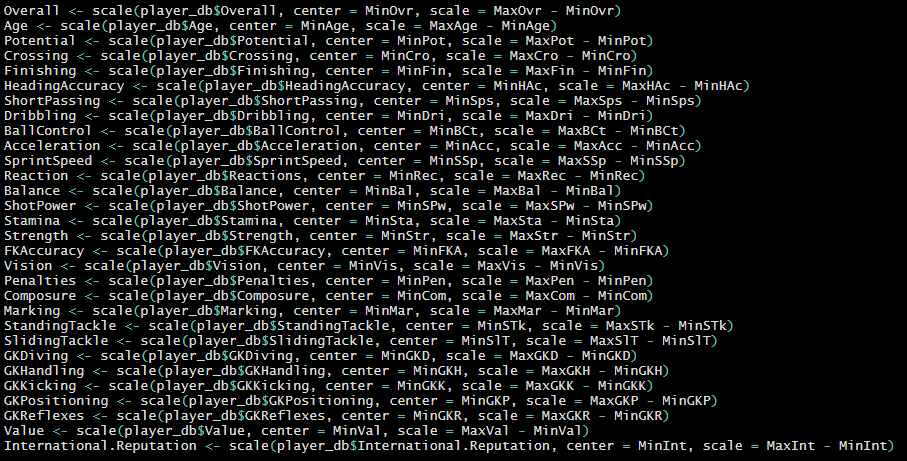 Overall <- scale(player_db$Overall, center = MinOvr, scale = MaxOvr - MinOvr)
Age <- scale(player_db$Age, center = MinAge, scale = MaxAge - MinAge)
Potential <- scale(player_db$Potential, center = MinPot, scale = MaxPot - MinPot)
Crossing <- scale(player_db$Crossing, center = MinCro, scale = MaxCro - MinCro)
Finishing <- scale(player_db$Finishing, center = MinFin, scale = MaxFin - MinFin)
HeadingAccuracy <- scale(player_db$HeadingAccuracy, center = MinHAc, scale = MaxHAc - MinHAc)
ShortPassing <- scale(player_db$ShortPassing, center = MinSps, scale = MaxSps - MinSps)
Dribbling <- scale(player_db$Dribbling, center = MinDri, scale = MaxDri - MinDri)
BallControl <- scale(player_db$BallControl, center = MinBCt, scale = MaxBCt - MinBCt)
Acceleration <- scale(player_db$Acceleration, center = MinAcc, scale = MaxAcc - MinAcc)
SprintSpeed <- scale(player_db$SprintSpeed, center = MinSSp, scale = MaxSSp - MinSSp)
Reaction <- scale(player_db$Reactions, center = MinRec, scale = MaxRec - MinRec)
Balance <- scale(player_db$Balance, center = MinBal, scale = MaxBal - MinBal)
ShotPower <- scale(player_db$ShotPower, center = MinSPw, scale = MaxSPw - MinSPw)
Stamina <- scale(player_db$Stamina, center = MinSta, scale = MaxSta - MinSta)
Strength <- scale(player_db$Strength, center = MinStr, scale = MaxStr - MinStr)
FKAccuracy <- scale(player_db$FKAccuracy, center = MinFKA, scale = MaxFKA - MinFKA)
Vision <- scale(player_db$Vision, center = MinVis, scale = MaxVis - MinVis)
Penalties <- scale(player_db$Penalties, center = MinPen, scale = MaxPen - MinPen)
Composure <- scale(player_db$Composure, center = MinCom, scale = MaxCom - MinCom)
Marking <- scale(player_db$Marking, center = MinMar, scale = MaxMar - MinMar)
StandingTackle <- scale(player_db$StandingTackle, center = MinSTk, scale = MaxSTk - MinSTk)
SlidingTackle <- scale(player_db$SlidingTackle, center = MinSlT, scale = MaxSlT - MinSlT)
GKDiving <- scale(player_db$GKDiving, center = MinGKD, scale = MaxGKD - MinGKD)
GKHandling <- scale(player_db$GKHandling, center = MinGKH, scale = MaxGKH - MinGKH)
GKKicking <- scale(player_db$GKKicking, center = MinGKK, scale = MaxGKK - MinGKK)
GKPositioning <- scale(player_db$GKPositioning, center = MinGKP, scale = MaxGKP - MinGKP)
GKReflexes <- scale(player_db$GKReflexes, center = MinGKR, scale = MaxGKR - MinGKR)
Value <- scale(player_db$Value, center = MinVal, scale = MaxVal - MinVal)
International.Reputation <- scale(player_db$International.Reputation, center = MinInt, scale = MaxInt - MinInt)